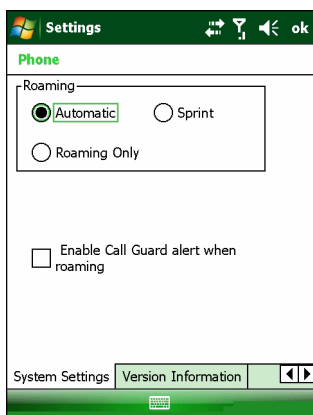 Settings ok
Phone
Roaming
Automatic Sprint
Roaming Only
Enable Call Guard alert when
roaming
System Settings Version Information